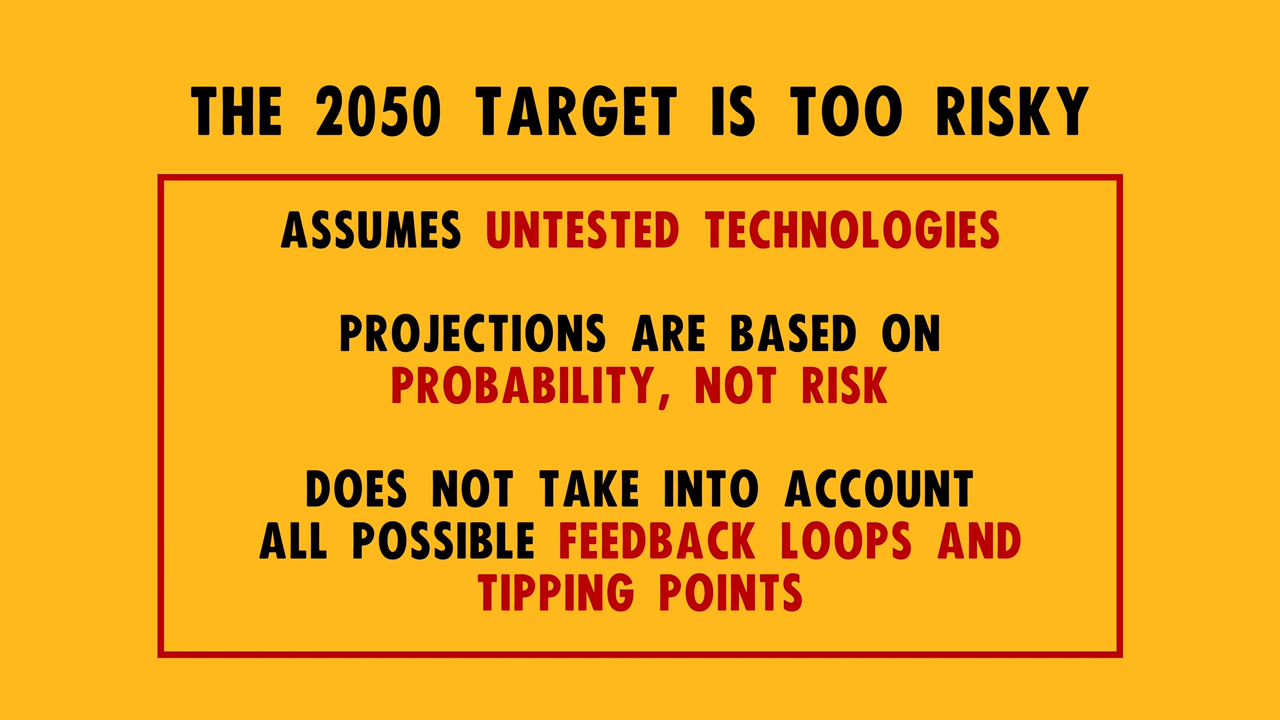 THE 2050 TARGET IS TOO RISKY
ASSUMES UNTESTED TECHNOLOGIES
PROJECTIONS ARE BASED ON
PROBABILITY, NOT RISK
DOES NOT TAKE INTO ACCOUNT
ALL POSSIBLE FEEDBACK LOOPS AND
TIPPING POINTS